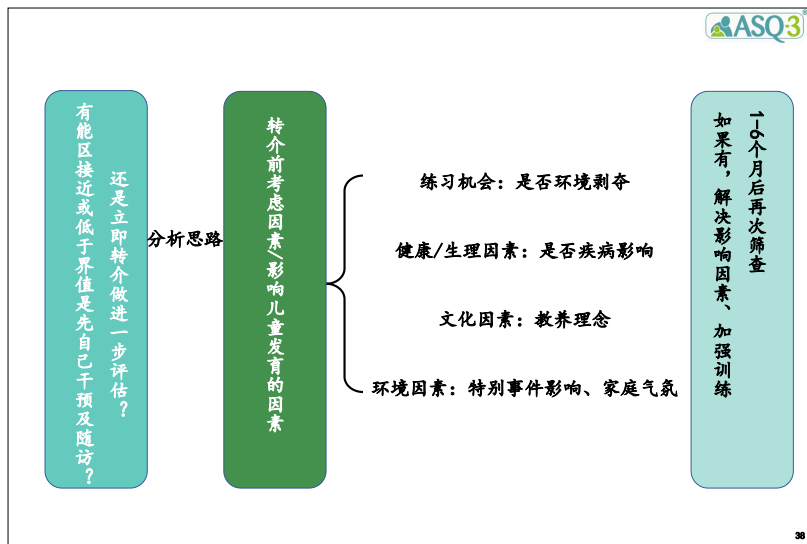 ASQ-3
有能区接近或低于界值是先自己干预及随访？
还是立即转介做进一步评估？
分析思路
转介前考虑因素/影响儿童发育的因素
练习机会：是否环境剥夺
健康/生理因素：是否疾病影响
文化因素：教养理念
环境因素：特别事件影响、家庭气氛
1-6个月后再次筛查
如果有，解决影响因素、加强训练
38